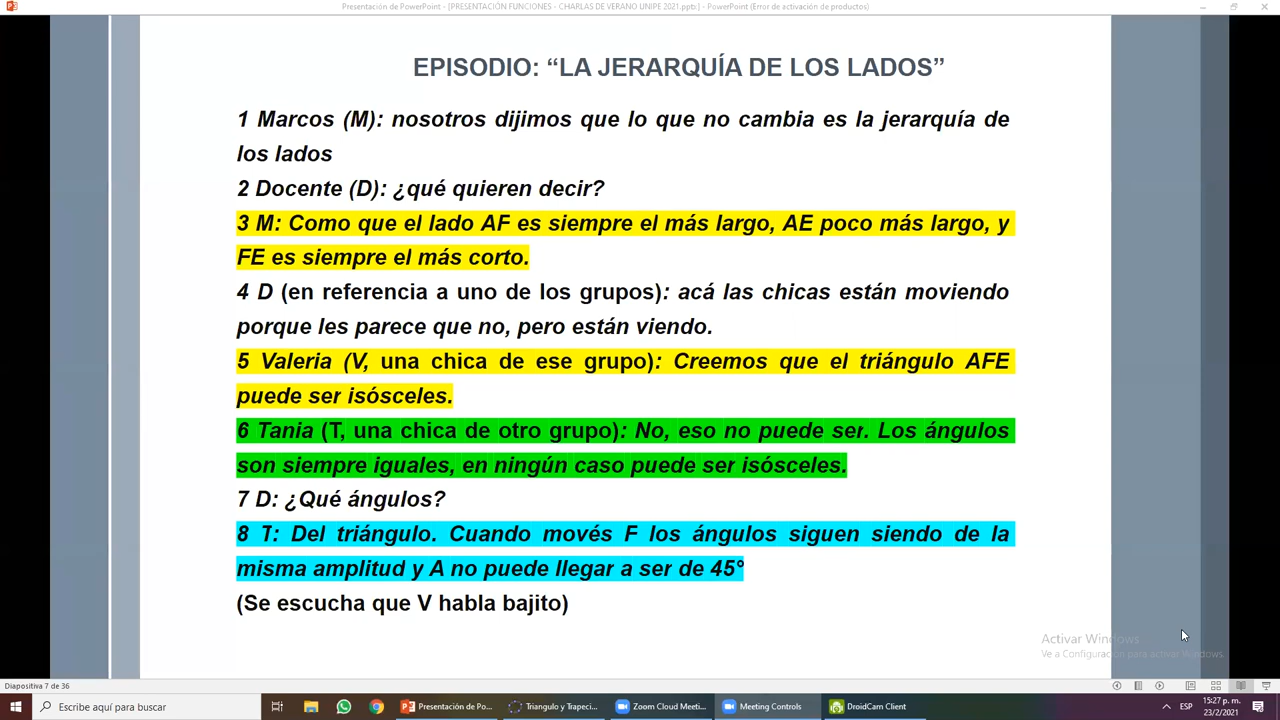 Presentación de PowerPoint - [PRESENTACIÓN FUNCIONES - CHARLAS DE VERANO UNIPE 2021.pptx] - PowerPoint (Error de activación de productos)
EPISODIO: “LA JERARQUÍA DE LOS LADOS”
1 Marcos (M): nosotros dijimos que lo que no cambia es la jerarquía de
los lados
2 Docente (D): ¿qué quieren decir?
3 M: Como que el lado AF es siempre el más largo, AE poco más largo, y
FE es siempre el más corto.
4 D (en referencia a uno de los grupos): acá las chicas están moviendo
porque les parece que no, pero están viendo.
5 Valeria (V, una chica de ese grupo): Creemos que el triángulo AFE
puede ser isósceles.
6 Tania (T, una chica de otro grupo): No, eso no puede ser. Los ángulos
son siempre iguales, en ningún caso puede ser isósceles.
7 D: ¿Qué ángulos?
8 T: Del triángulo. Cuando movés F los ángulos siguen siendo de la
misma amplitud y A no puede llegar a ser de 45°
(Se escucha que V habla bajito)
Activar Windows
Ve a Configuración para activar Windows.
Diapositiva 7 de 36
Escribe aquí para buscar
Presentación de Po...
Triangulo y Trapeci...
Zoom Cloud Meeti...
Meeting Controls
DroidCam Client
ESP
15:27 p. m.
23/2/2021